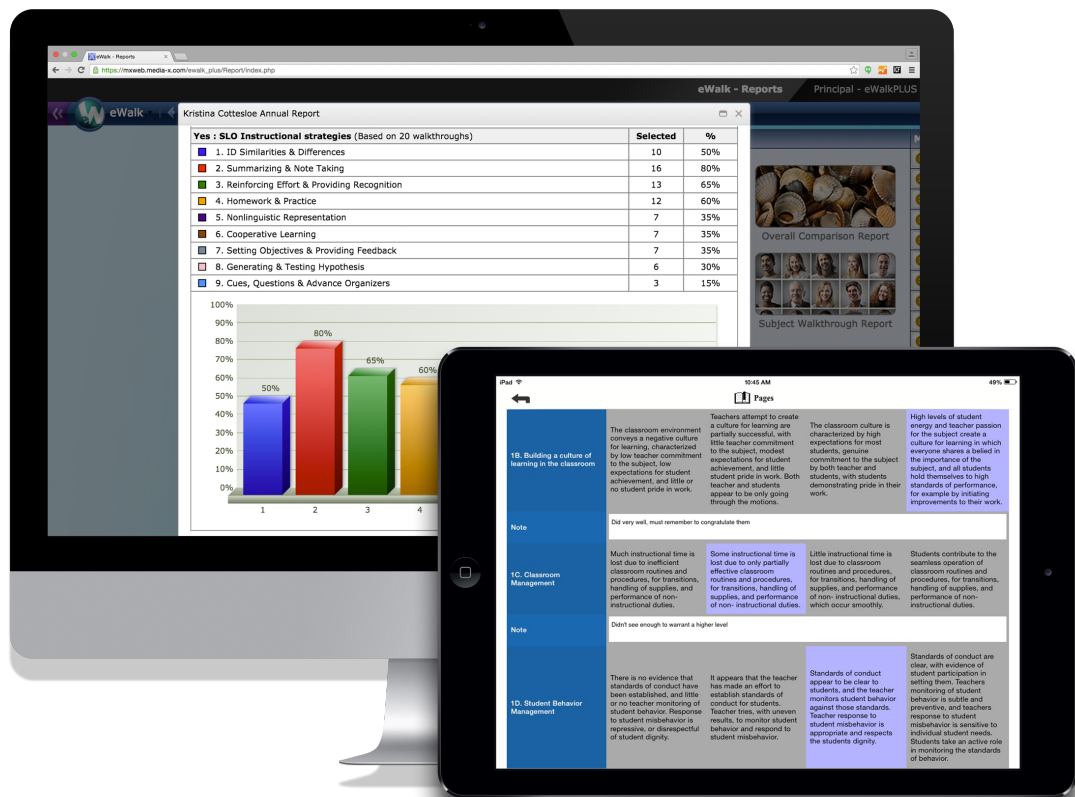 eWalk - Reports
https://mxweb.media-x.com/ewalk_plus/Report/index.php
eWalk - Reports
Principal - eWalkPLUS
eWalk
Kristina Cottesloe Annual Report
Yes : SLO Instructional strategies (Based on 20 walkthroughs) Selected %
1. ID Similarities & Differences 10 50%
2. Summarizing & Note Taking 16 80%
3. Reinforcing Effort & Providing Recognition 13 65%
4. Homework & Practice 12 60%
5. Nonlinguistic Representation 7 35%
6. Cooperative Learning 7 35%
7. Setting Objectives & Providing Feedback 7 35%
8. Generating & Testing Hypothesis 6 30%
9. Cues, Questions & Advance Organizers 3 15%
100%
90%
80%
70%
60%
50%
40%
30%
20%
10%
0%
50%
80%
65%
60%
1 2 3 4
Overall Comparison Report
Subject Walkthrough Report
iPad 10:45 AM 49%
Pages
1B. Building a culture of
learning in the classroom
The classroom environment
conveys a negative culture
for learning, characterized
by low teacher commitment
to the subject, low
expectations for student
achievement, and little or
no student pride in work.
Teachers attempt to create
a culture for learning are
partially successful, with
little teacher commitment
to the subject, modest
expectations for student
achievement, and little
student pride in work. Both
teacher and students
appear to be only going
through the motions.
The classroom culture is
characterized by high
expectations for most
students, genuine
commitment to the subject
by both teacher and
students, with students
demonstrating pride in their
work.
High levels of student
energy and teacher passion
for the subject create a
culture for learning in which
everyone shares a belied in
the importance of the
subject, and all students
hold themselves to high
standards of performance,
for example by initiating
improvements to their work.
Note
Did very well, must remember to congratulate them
1C. Classroom
Management
Much instructional time is
lost due to inefficient
classroom routines and
procedures, for transitions,
handling of supplies, and
performance of non-
instructional duties.
Some instructional time is
lost due to only partially
effective classroom
routines and procedures,
for transitions, handling of
supplies, and performance
of non- instructional duties.
Little instructional time is
lost due to classroom
routines and procedures,
for transitions, handling of
supplies, and performance
of non- instructional duties,
which occur smoothly.
Students contribute to the
seamless operation of
classroom routines and
procedures, for transitions,
handling of supplies, and
performance of non-
instructional duties.
Note
Didn't see enough to warrant a higher level
1D. Student Behavior
Management
There is no evidence that
standards of conduct have
been established, and little
or no teacher monitoring of
student behavior. Response
to student misbehavior is
repressive, or disrespectful
of student dignity.
It appears that the teacher
has made an effort to
establish standards of
conduct for students.
Teacher tries, with uneven
results, to monitor student
behavior and respond to
student misbehavior.
Standards of conduct
appear to be clear to
students, and the teacher
monitors student behavior
against those standards.
Teacher response to
student misbehavior is
appropriate and respects
the students dignity.
Standards of conduct are
clear, with evidence of
student participation in
setting them. Teachers
monitoring of student
behavior is subtle and
preventive, and teachers
response to student
misbehavior is sensitive to
individual student needs.
Students take an active role
in monitoring the standards
of behavior.